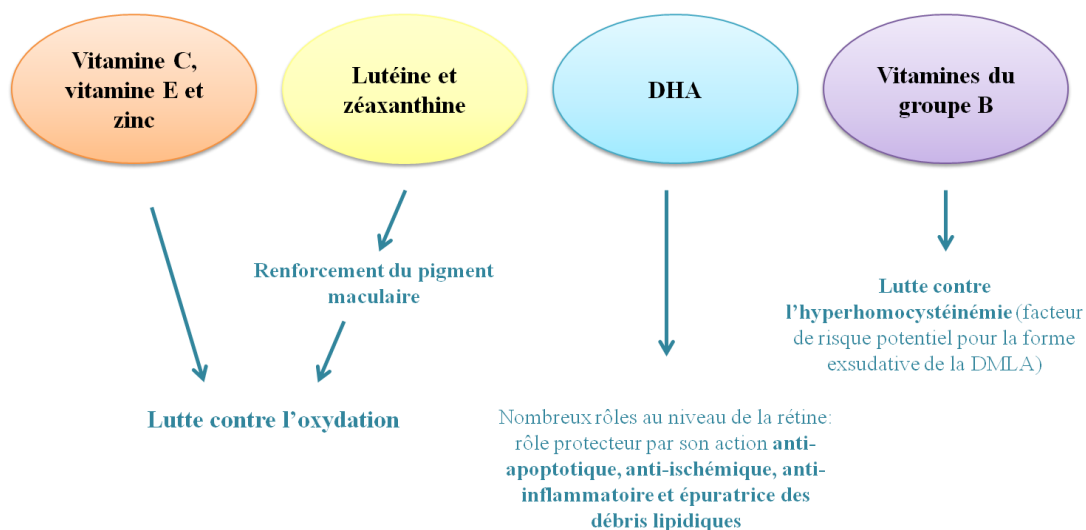 Vitamine C,
vitamine E et
zinc
Lutéine et
zéaxanthine
DHA
Vitamines du
groupe B
Renforcement du pigment
maculaire
Lutte contre l’oxydation
Nombreux rôles au niveau de la rétine:
rôle protecteur par son action anti-
apoptotique, anti-ischémique, anti-
inflammatoire et épuratrice des
débris lipidiques
Lutte contre
l’hyperhomocystéinémie (facteur
de risque potentiel pour la forme
exsudative de la DMLA)